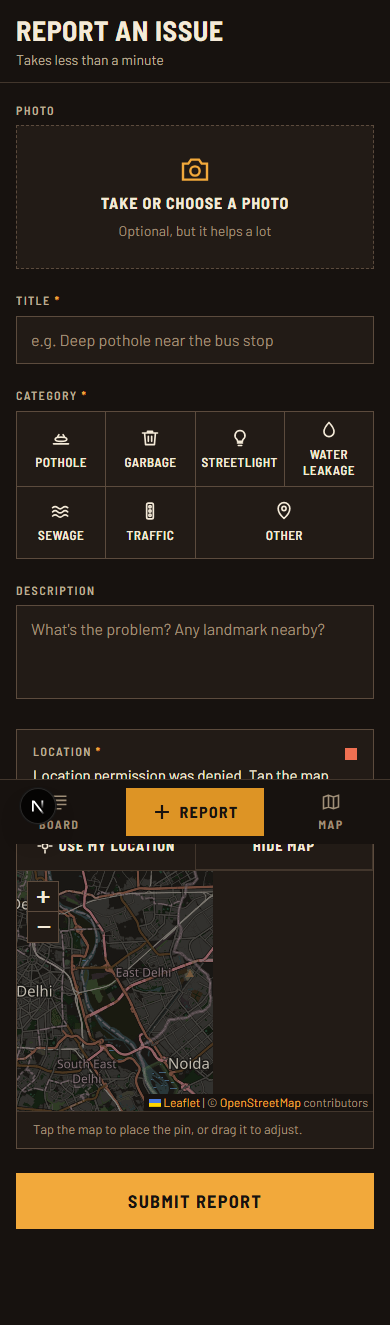 REPORT AN ISSUE
Takes less than a minute
PHOTO
TAKE OR CHOOSE A PHOTO
Optional, but it helps a lot
TITLE *
e.g. Deep pothole near the bus stop
CATEGORY *
POTHOLE
GARBAGE
STREETLIGHT
WATER
LEAKAGE
SEWAGE
TRAFFIC
OTHER
DESCRIPTION
What's the problem? Any landmark nearby?
LOCATION *
Location permission was denied. Tap the map
N
BOARD
+ REPORT
MAP
USE MY LOCATION
HIDE MAP
+
−
East Delhi
Delhi
South East
Delhi
Noida
Leaflet | © OpenStreetMap contributors
Tap the map to place the pin, or drag it to adjust.
SUBMIT REPORT